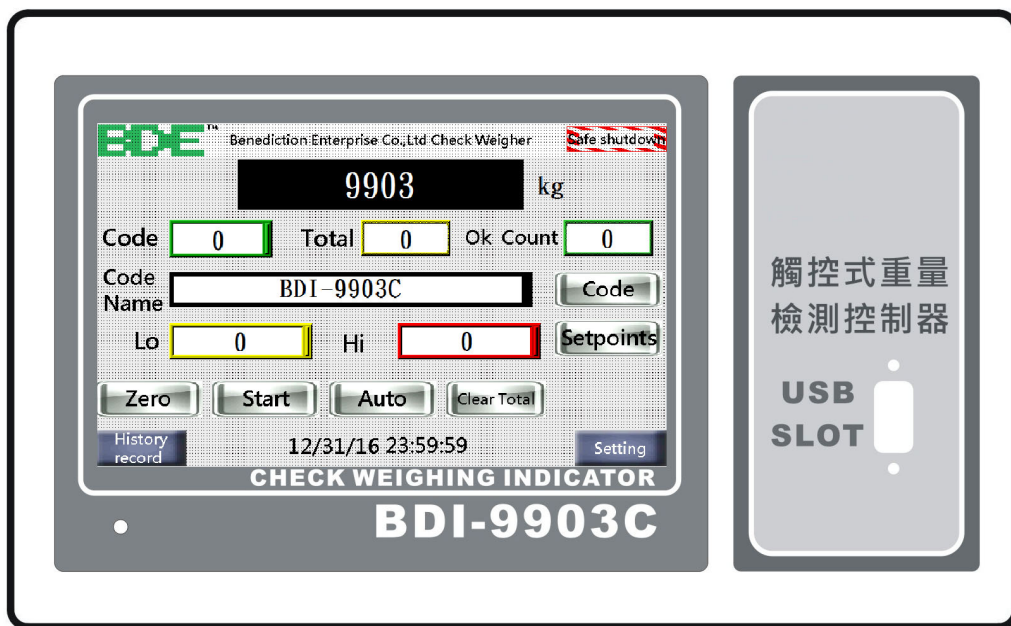 BDE™
Benediction Enterprise Co.,Ltd Check Weigher
Safe shutdown
9903 kg
Code 0 Total 0 Ok Count 0
Code Name BDI-9903C Code
Lo 0 Hi 0 Setpoints
Zero Start Auto Clear Total
History record 12/31/16 23:59:59 Setting
CHECK WEIGHING INDICATOR
BDI-9903C
觸控式重量
檢測控制器
USB
SLOT